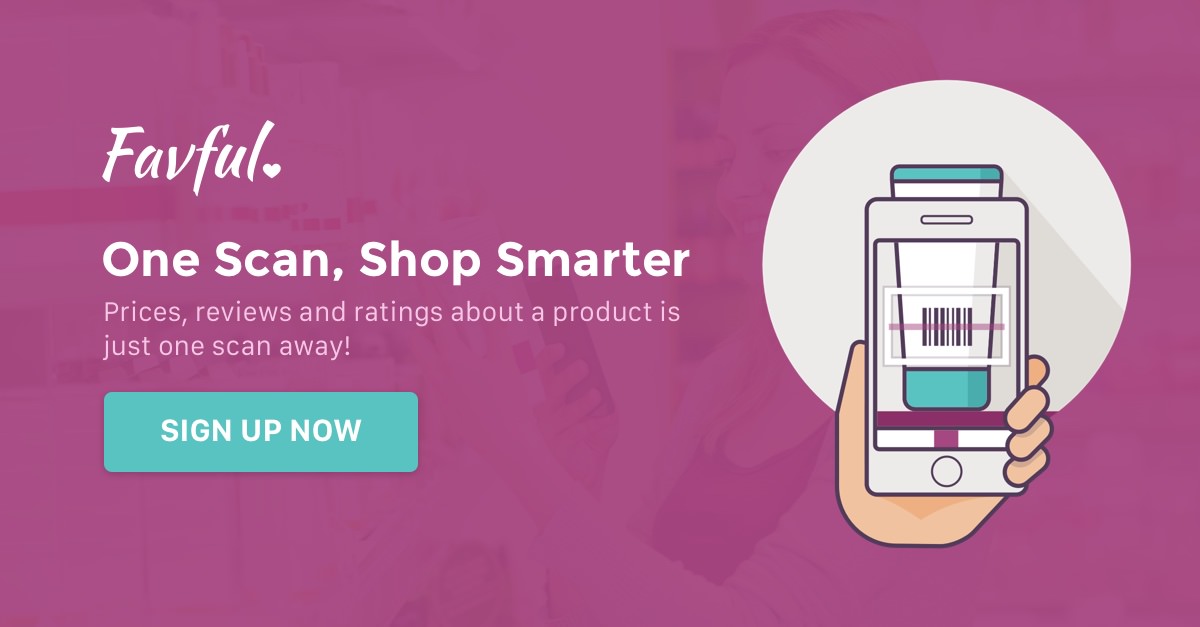 Favful
One Scan, Shop Smarter
Prices, reviews and ratings about a product is
just one scan away!
SIGN UP NOW